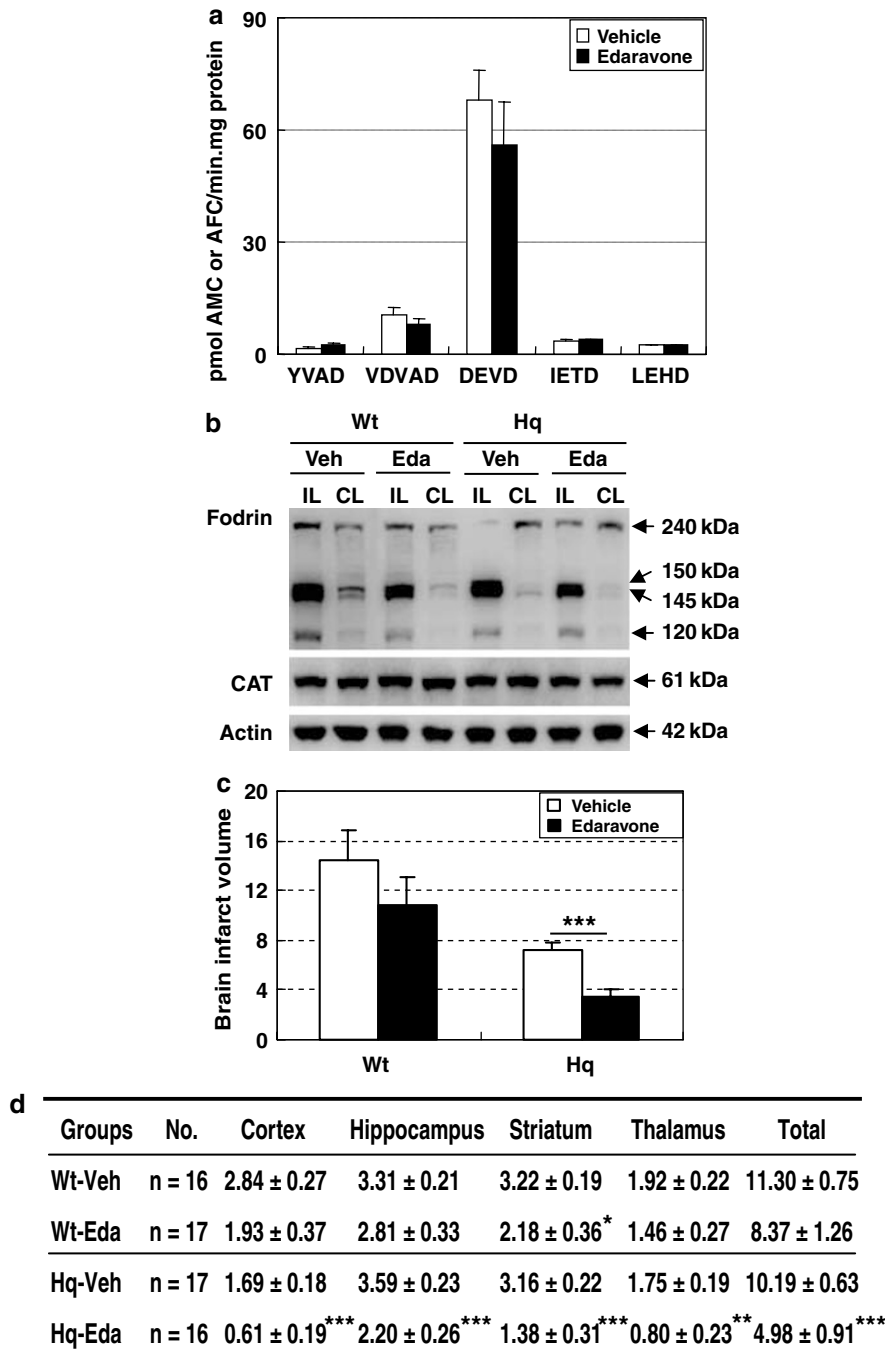 a
90
60
30
0
pmol AMC or AFC/min.mg protein
Vehicle
Edaravone
YVAD VDVAD DEVD IETD LEHD
b
Wt Hq
Veh Eda Veh Eda
IL CL IL CL IL CL IL CL
Fodrin
240 kDa
150 kDa
145 kDa
120 kDa
CAT 61 kDa
Actin 42 kDa
c
20
16
12
8
4
0
Brain infarct volume
Vehicle
Edaravone
***
Wt Hq
d
Groups No. Cortex Hippocampus Striatum Thalamus Total
Wt-Veh n = 16 2.84 ± 0.27 3.31 ± 0.21 3.22 ± 0.19 1.92 ± 0.22 11.30 ± 0.75
Wt-Eda n = 17 1.93 ± 0.37 2.81 ± 0.33 2.18 ± 0.36* 1.46 ± 0.27 8.37 ± 1.26
Hq-Veh n = 17 1.69 ± 0.18 3.59 ± 0.23 3.16 ± 0.22 1.75 ± 0.19 10.19 ± 0.63
Hq-Eda n = 16 0.61 ± 0.19*** 2.20 ± 0.26*** 1.38 ± 0.31*** 0.80 ± 0.23** 4.98 ± 0.91***